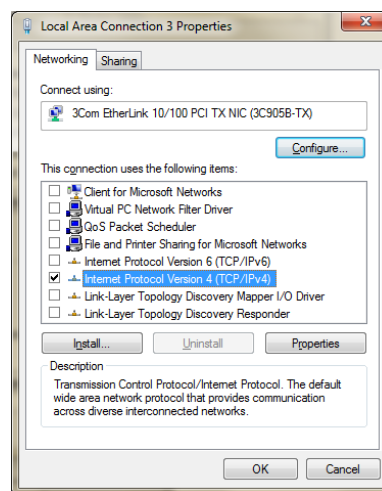 Local Area Connection 3 Properties
Networking
Sharing
Connect using:
3Com EtherLink 10/100 PCI TX NIC (3C905B-TX)
Configure...
This connection uses the following items:
Client for Microsoft Networks
Virtual PC Network Filter Driver
QoS Packet Scheduler
File and Printer Sharing for Microsoft Networks
Internet Protocol Version 6 (TCP/IPv6)
Internet Protocol Version 4 (TCP/IPv4)
Link-Layer Topology Discovery Mapper I/O Driver
Link-Layer Topology Discovery Responder
Install...
Uninstall
Properties
Description
Transmission Control Protocol/Internet Protocol. The default
wide area network protocol that provides communication
across diverse interconnected networks.
OK
Cancel